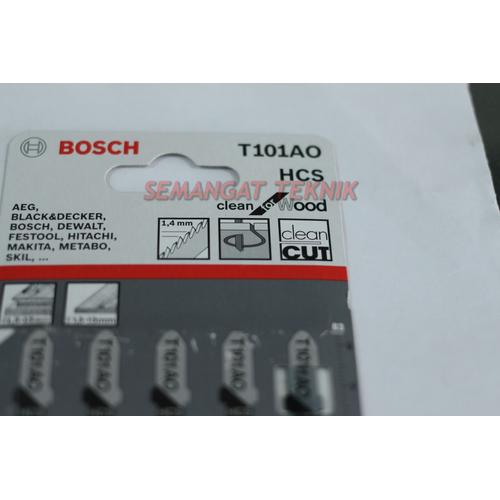 BOSCH
T101AO
HCS
SEMANGAT TEKNIK
clean for Wood
AEG,
BLACK&DECKER,
BOSCH, DEWALT,
FESTOOL, HITACHI,
MAKITA, METABO,
SKIL, ...
1,4 mm
clean
CUT
T101AO
T101AO
T101AO
T101AO
T101AO